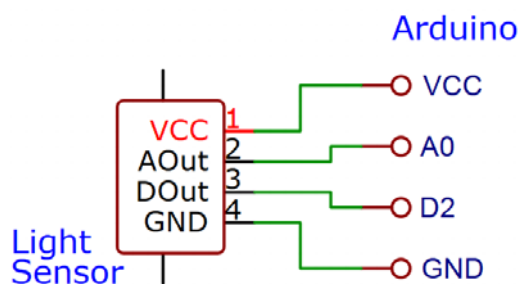 Arduino
VCC 1 VCC
AOut 2 A0
DOut 3 D2
GND 4 GND
Light
Sensor